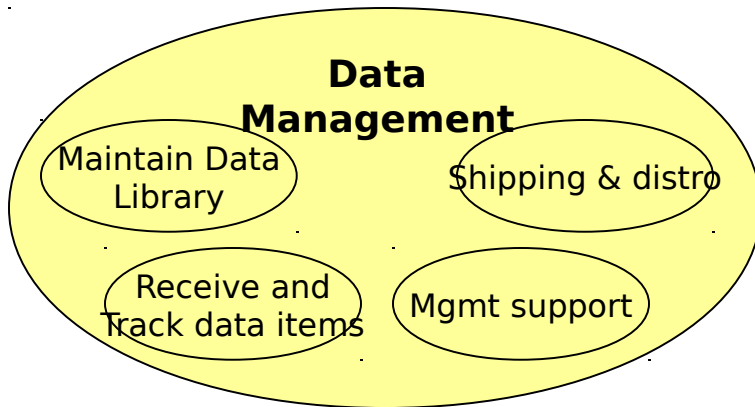 Data
Management
Maintain Data
Library
Shipping & distro
Receive and
Track data items
Mgmt support